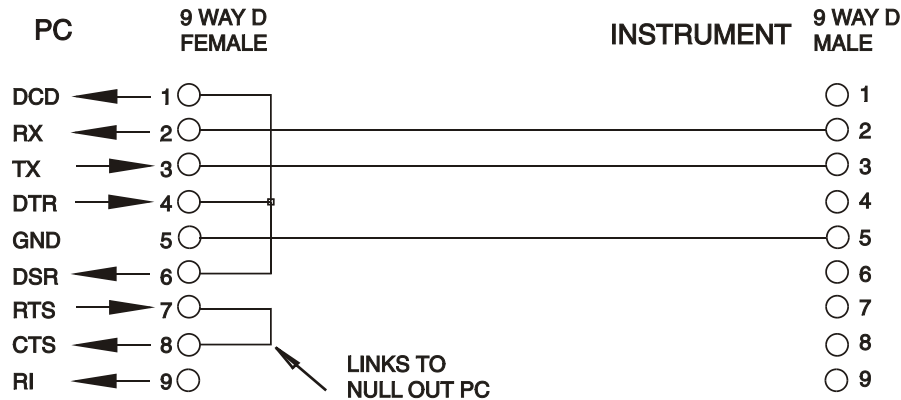 PC
9 WAY D
FEMALE
INSTRUMENT
9 WAY D
MALE
DCD 1 1
RX 2 2
TX 3 3
DTR 4 4
GND 5 5
DSR 6 6
RTS 7 7
CTS 8 8
RI 9 9
LINKS TO
NULL OUT PC